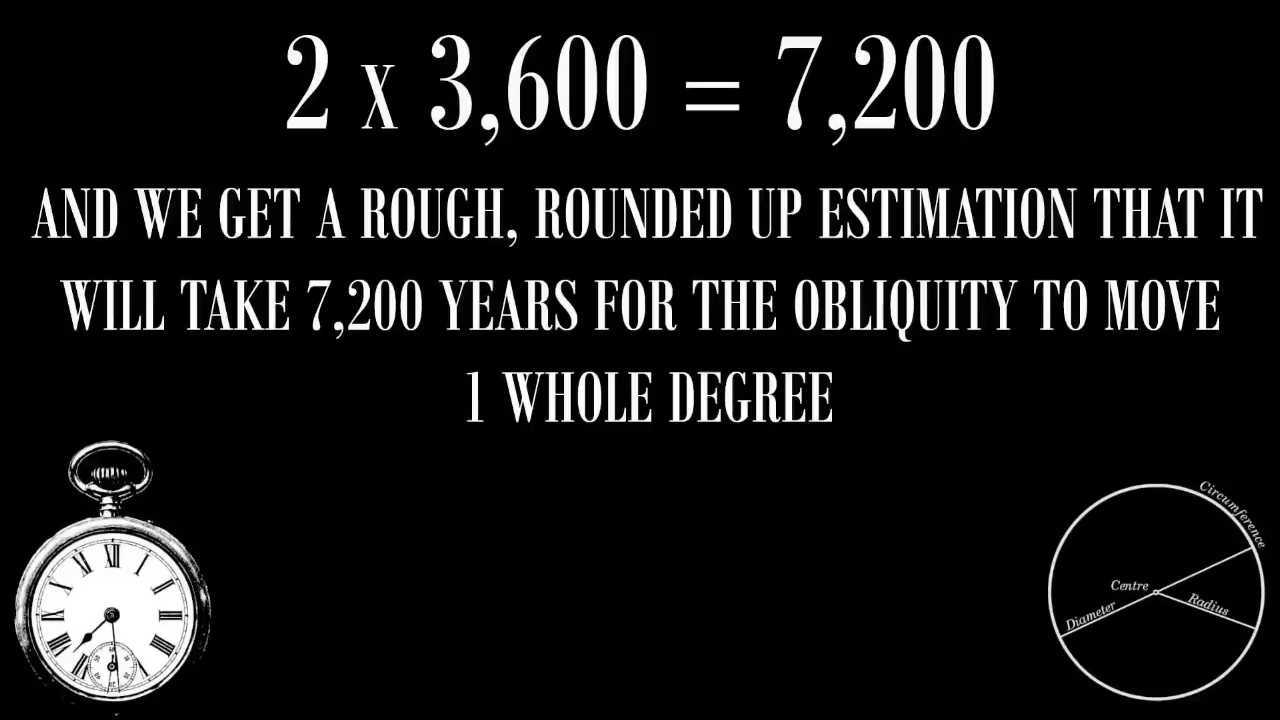 2 x 3,600 = 7,200
AND WE GET A ROUGH, ROUNDED UP ESTIMATION THAT IT
WILL TAKE 7,200 YEARS FOR THE OBLIQUITY TO MOVE
1 WHOLE DEGREE
XII
Circumference
Centre
Diameter
Radius